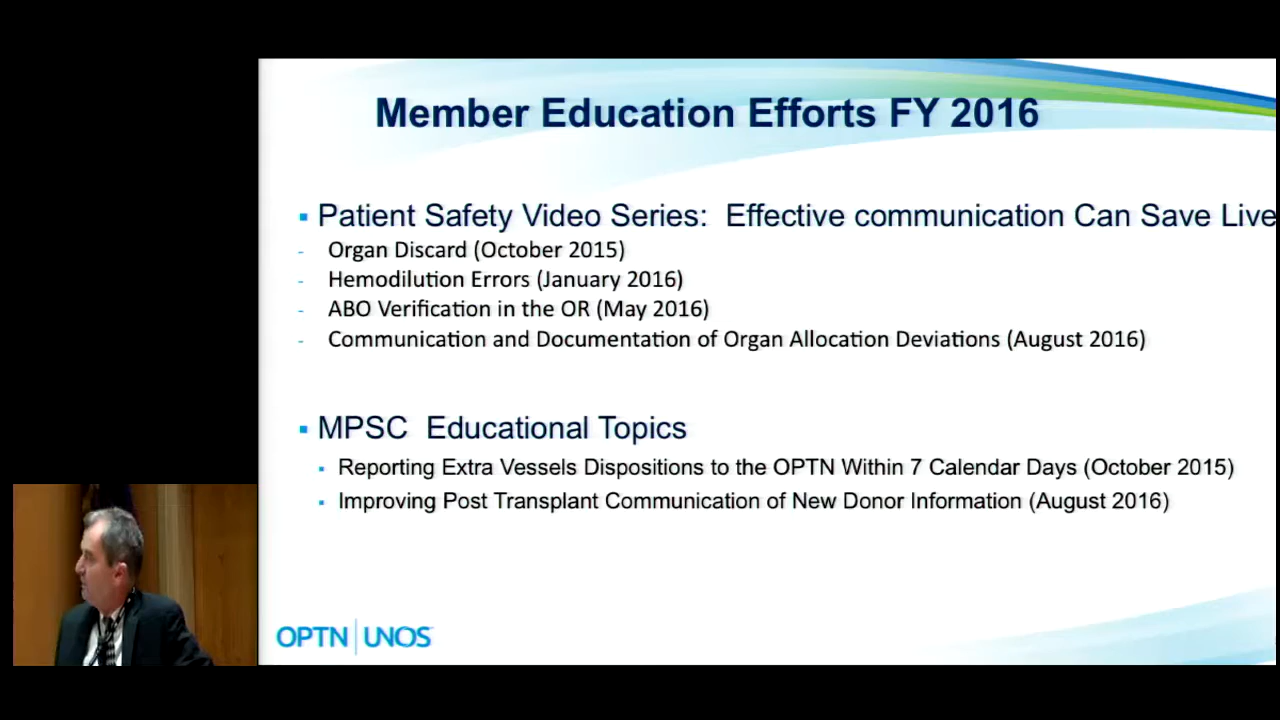 Member Education Efforts FY 2016
▪ Patient Safety Video Series: Effective communication Can Save Live
- Organ Discard (October 2015)
- Hemodilution Errors (January 2016)
- ABO Verification in the OR (May 2016)
- Communication and Documentation of Organ Allocation Deviations (August 2016)
▪ MPSC Educational Topics
▪ Reporting Extra Vessels Dispositions to the OPTN Within 7 Calendar Days (October 2015)
▪ Improving Post Transplant Communication of New Donor Information (August 2016)
OPTN | UNOS